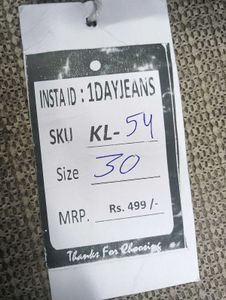 INSTA ID : 1DAYJEANS
SKU KL-54
Size 30
MRP. Rs. 499 /-
Thanks For Choosing